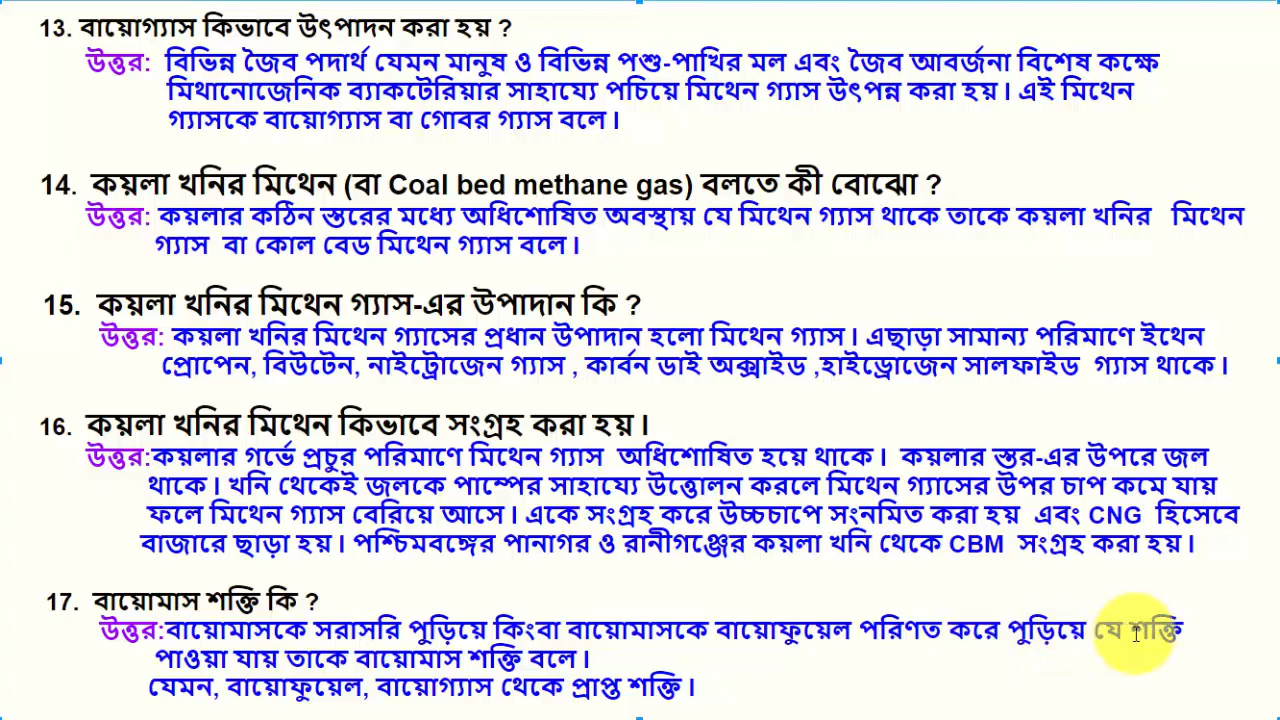 13. বায়োগ্যাস কিভাবে উৎপাদন করা হয় ?
উত্তর: বিভিন্ন জৈব পদার্থ যেমন মানুষ ও বিভিন্ন পশু-পাখির মল এবং জৈব আবর্জনা বিশেষ কক্ষে
মিথানোজেনিক ব্যাকটেরিয়ার সাহায্যে পচিয়ে মিথেন গ্যাস উৎপন্ন করা হয়। এই মিথেন
গ্যাসকে বায়োগ্যাস বা গোবর গ্যাস বলে।
14. কয়লা খনির মিথেন (বা Coal bed methane gas) বলতে কী বোঝো ?
উত্তর: কয়লার কঠিন স্তরের মধ্যে অধিশোষিত অবস্থায় যে মিথেন গ্যাস থাকে তাকে কয়লা খনির মিথেন
গ্যাস বা কোল বেড মিথেন গ্যাস বলে।
15. কয়লা খনির মিথেন গ্যাস-এর উপাদান কি ?
উত্তর: কয়লা খনির মিথেন গ্যাসের প্রধান উপাদান হলো মিথেন গ্যাস। এছাড়া সামান্য পরিমাণে ইথেন
প্রোপেন, বিউটেন, নাইট্রোজেন গ্যাস , কার্বন ডাই অক্সাইড ,হাইড্রোজেন সালফাইড গ্যাস থাকে।
16. কয়লা খনির মিথেন কিভাবে সংগ্রহ করা হয়।
উত্তর:কয়লার গর্ভে প্রচুর পরিমাণে মিথেন গ্যাস অধিশোষিত হয়ে থাকে। কয়লার স্তর-এর উপরে জল
থাকে। খনি থেকেই জলকে পাম্পের সাহায্যে উত্তোলন করলে মিথেন গ্যাসের উপর চাপ কমে যায়
ফলে মিথেন গ্যাস বেরিয়ে আসে। একে সংগ্রহ করে উচ্চচাপে সংনমিত করা হয় এবং CNG হিসেবে
বাজারে ছাড়া হয়। পশ্চিমবঙ্গের পানাগর ও রানীগঞ্জের কয়লা খনি থেকে CBM সংগ্রহ করা হয়।
17. বায়োমাস শক্তি কি ?
উত্তর:বায়োমাসকে সরাসরি পুড়িয়ে কিংবা বায়োমাসকে বায়োফুয়েল পরিণত করে পুড়িয়ে যে শক্তি
পাওয়া যায় তাকে বায়োমাস শক্তি বলে।
যেমন, বায়োফুয়েল, বায়োগ্যাস থেকে প্রাপ্ত শক্তি।